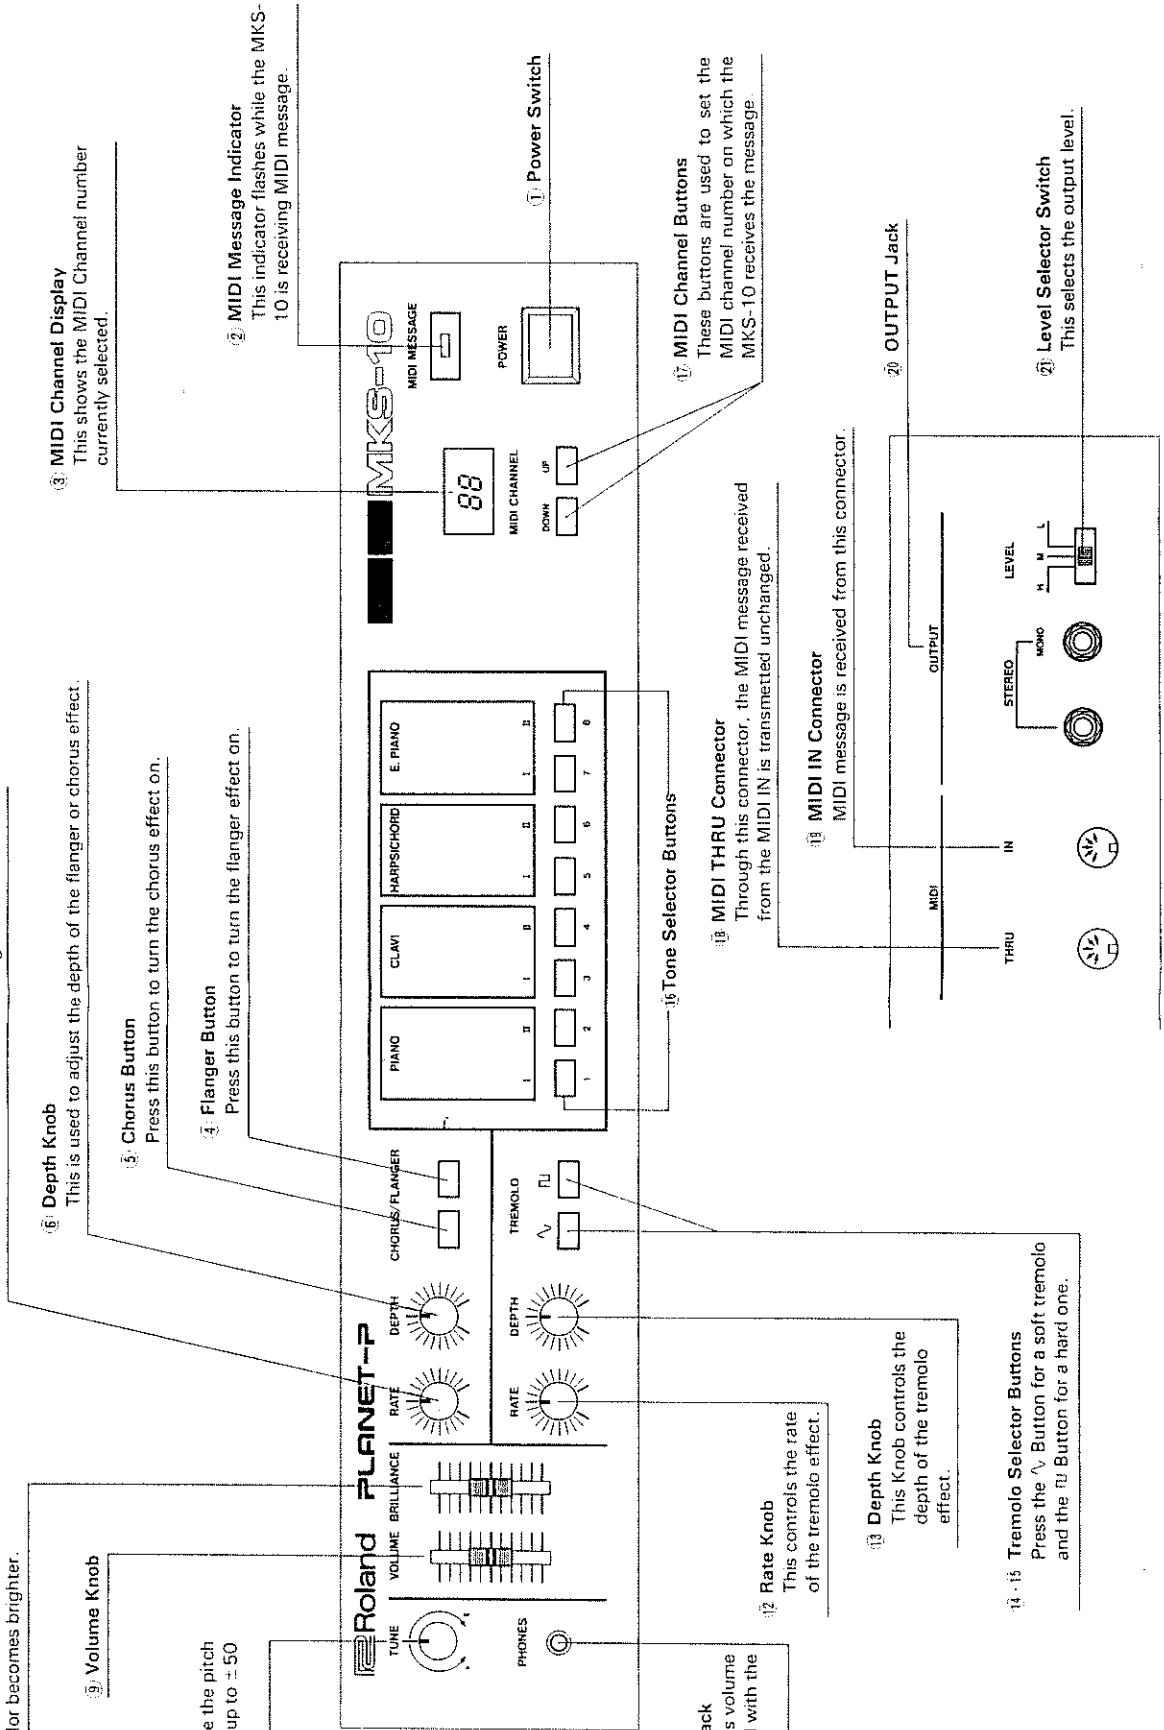 lor becomes brighter.
⑨ Volume Knob
e the pitch
up to ± 50
⑥ Depth Knob
This is used to adjust the depth of the flanger or chorus effect.
⑤ Chorus Button
Press this button to turn the chorus effect on.
④ Flanger Button
Press this button to turn the flanger effect on.
③ MIDI Channel Display
This shows the MIDI Channel number
currently selected.
② MIDI Message Indicator
This indicator flashes while the MKS-
10 is receiving MIDI message.
① Power Switch
Roland PLANET-P
MKS-10
TUNE
VOLUME
BRILLIANCE
RATE
DEPTH
CHORUS/FLANGER
PHONES
RATE
DEPTH
TREMOLO
PIANO
CLAVI
HARPSICHORD
E. PIANO
I II I II I II I II
1 2 3 4 5 6 7 8
88
MIDI CHANNEL
DOWN UP
MIDI MESSAGE
POWER
ack
s volume
l with the
⑫ Rate Knob
This controls the rate
of the tremolo effect.
⑬ Depth Knob
This Knob controls the
depth of the tremolo
effect.
⑭ · ⑮ Tremolo Selector Buttons
Press the ∿ Button for a soft tremolo
and the ⊓⊔ Button for a hard one.
⑯ Tone Selector Buttons
⑰ MIDI Channel Buttons
These buttons are used to set the
MIDI channel number on which the
MKS-10 receives the message.
⑱ MIDI THRU Connector
Through this connector, the MIDI message received
from the MIDI IN is transmetted unchanged.
⑲ MIDI IN Connector
MIDI message is received from this connector.
⑳ OUTPUT Jack
㉑ Level Selector Switch
This selects the output level.
MIDI
THRU
IN
OUTPUT
STEREO
MONO
LEVEL
H M L